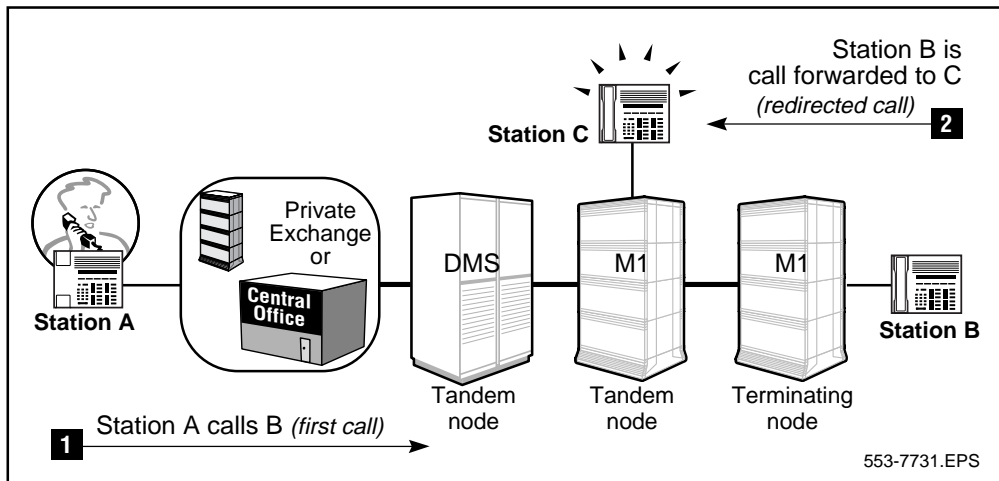 Station B is
call forwarded to C
(redirected call)
2
Station C
Private
Exchange
or
Central
Office
Station A
DMS
M1
M1
Station B
Tandem
node
Tandem
node
Terminating
node
1
Station A calls B (first call)
553-7731.EPS